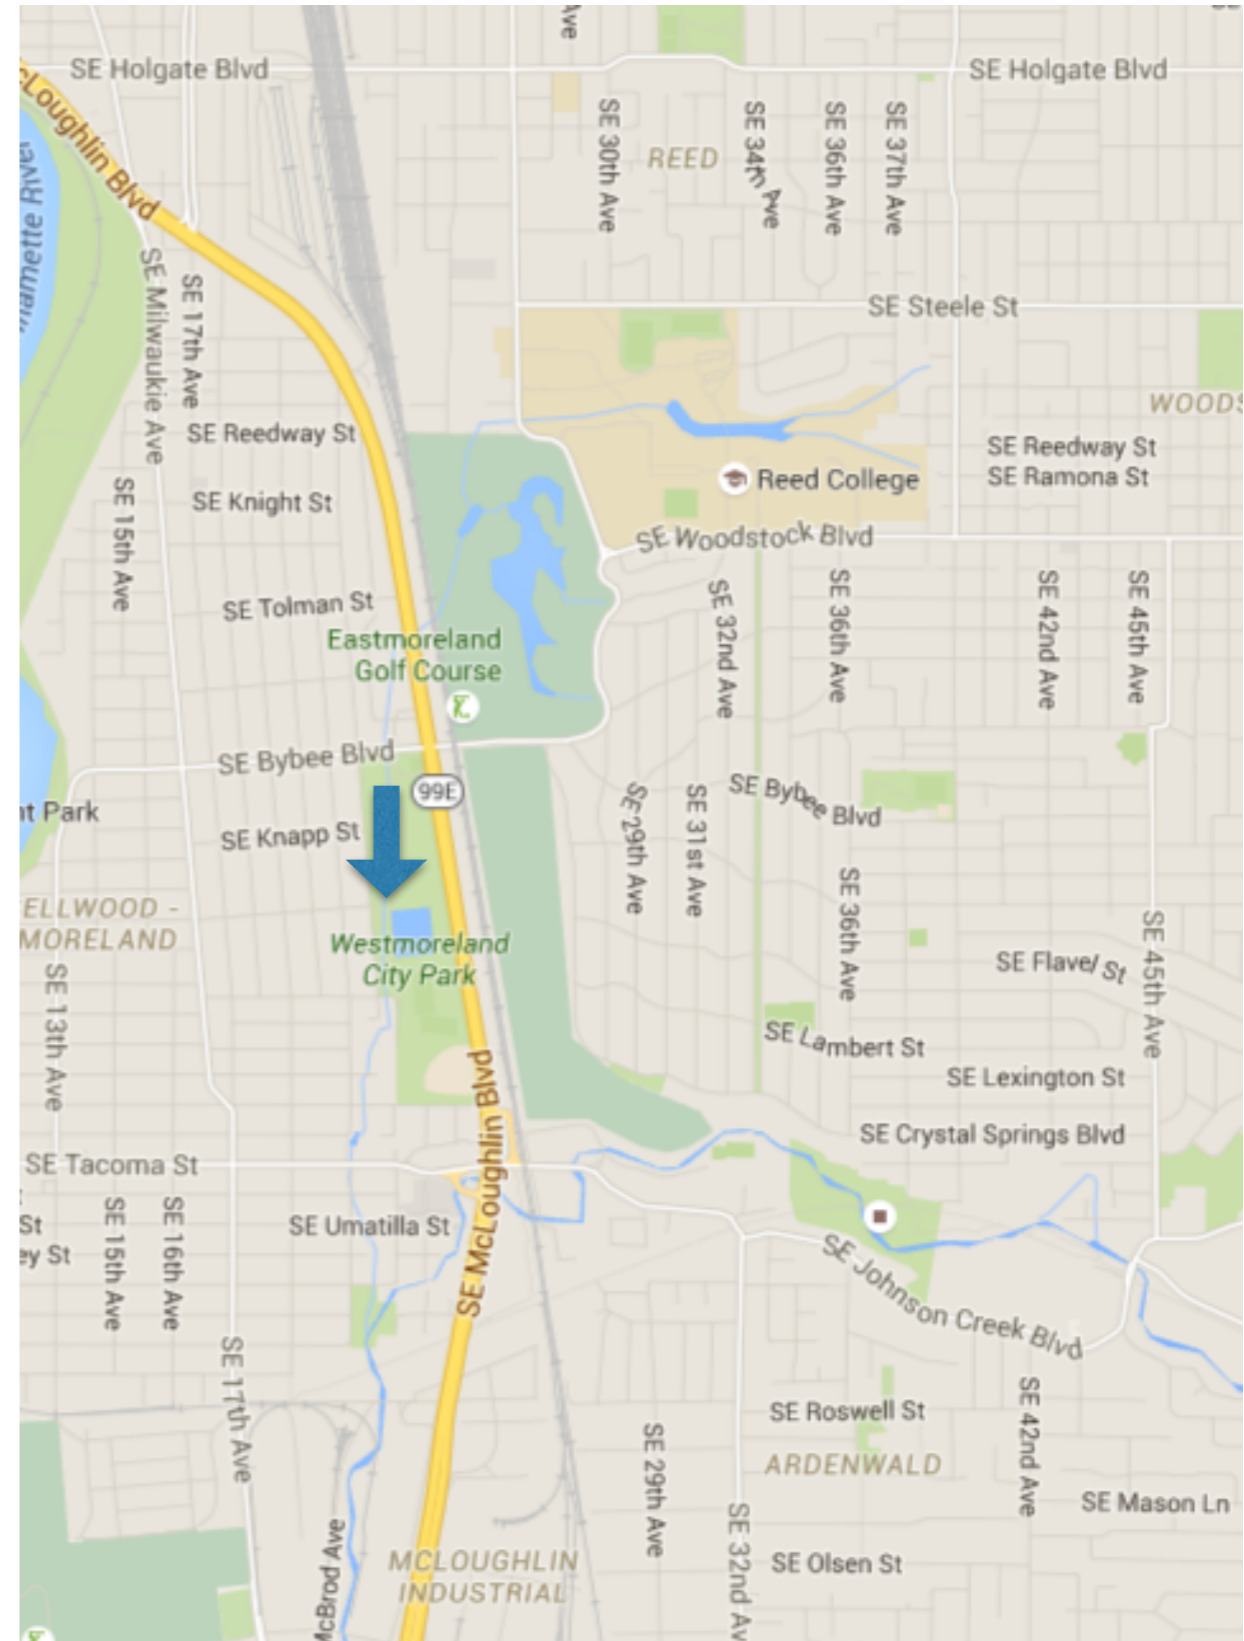 Ave
SE Holgate Blvd
SE Holgate Blvd
cLoughlin Blvd
SE 30th Ave
REED
SE 34th Ave
SE 36th Ave
SE 37th Ave
SE Milwaukie Ave
SE 17th Ave
SE Steele St
WOODS
SE Reedway St
SE Reedway St
SE Ramona St
SE Knight St
SE 15th Ave
Reed College
SE Woodstock Blvd
SE Tolman St
SE 32nd Ave
SE 36th Ave
SE 42nd Ave
SE 45th Ave
Eastmoreland
Golf Course
SE Bybee Blvd
99E
nt Park
SE Knapp St
SE 29th Ave
SE 31st Ave
SE Bybee Blvd
SE 36th Ave
ELLWOOD -
MORELAND
Westmoreland
City Park
SE Flavel St
SE 45th Ave
SE 13th Ave
SE Lambert St
SE Lexington St
SE Crystal Springs Blvd
SE Tacoma St
SE McLoughlin Blvd
St
ey St
SE 15th Ave
SE 16th Ave
SE Umatilla St
SE Johnson Creek Blvd
SE 17th Ave
SE Roswell St
SE 42nd Ave
SE 29th Ave
ARDENWALD
SE Mason Ln
SE 32nd Av
McBrod Ave
MCLOUGHLIN
INDUSTRIAL
SE Olsen St